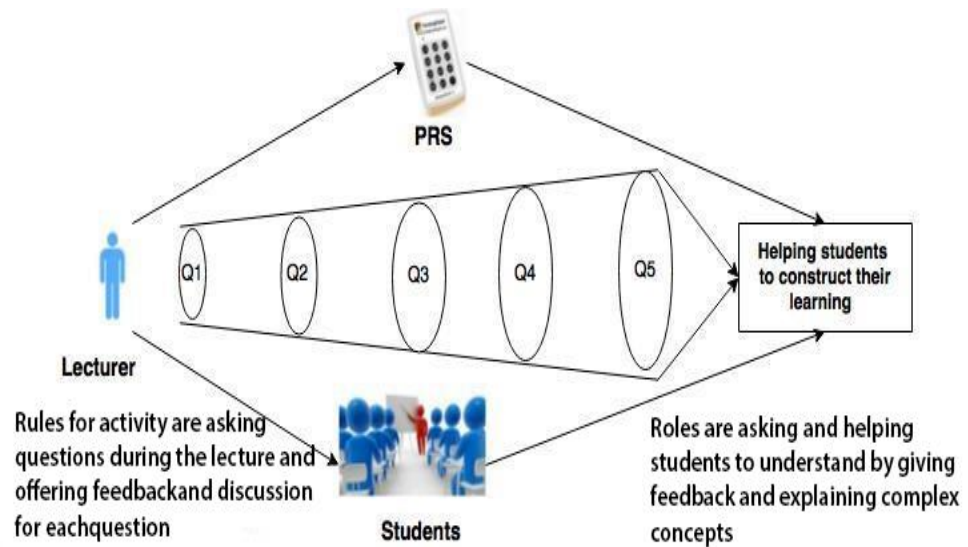 PRS
Q1
Q2
Q3
Q4
Q5
Helping students
to construct their
learning
Lecturer
Rules for activity are asking
questions during the lecture and
offering feedbackand discussion
for eachquestion
Students
Roles are asking and helping
students to understand by giving
feedback and explaining complex
concepts